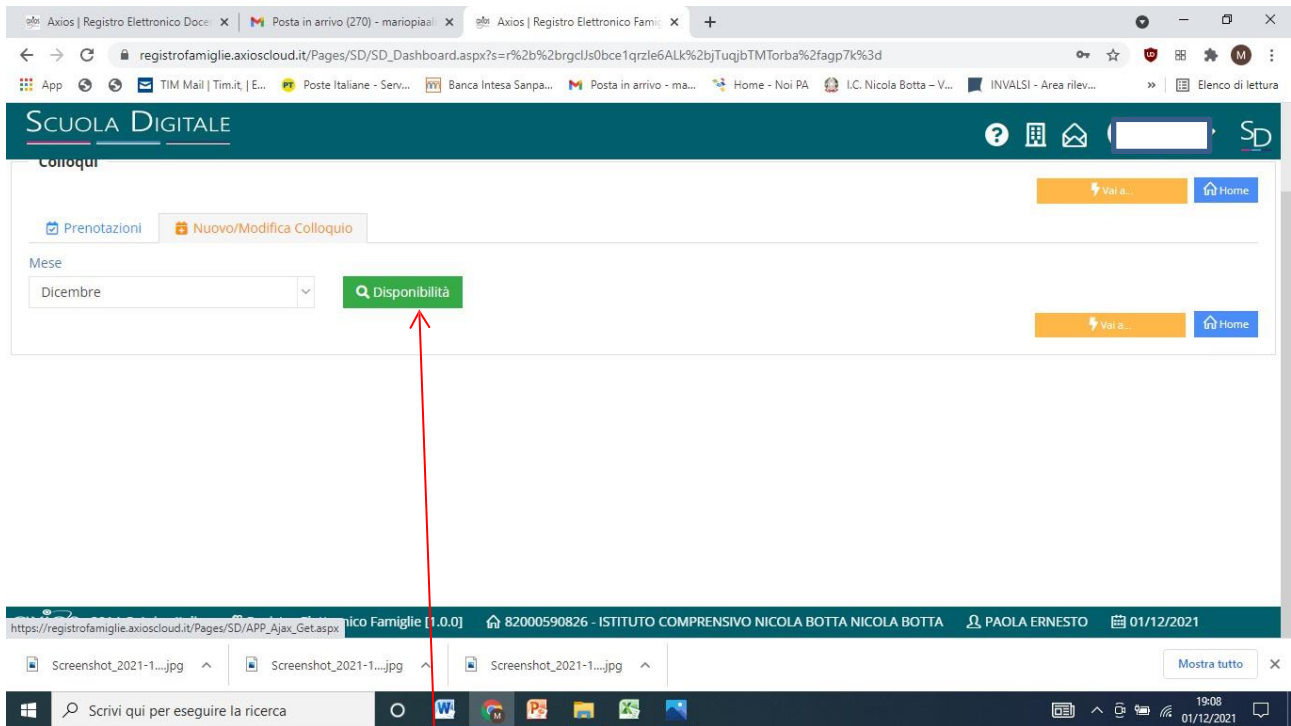 Axios | Registro Elettronico Docen
Posta in arrivo (270) - mariopiaali
Axios | Registro Elettronico Famig
registrofamiglie.axioscloud.it/Pages/SD/SD_Dashboard.aspx?s=r%2b%2brgclJs0bce1qrzle6ALk%2bjTuqjbTMTorba%2fagp7k%3d
App
TIM Mail | Tim.it, | E...
Poste Italiane - Serv...
Banca Intesa Sanpa...
Posta in arrivo - ma...
Home - Noi PA
I.C. Nicola Botta – V...
INVALSI - Area rilev...
»
Elenco di lettura
SCUOLA DIGITALE
SD
Colloqui
Vai a...
Home
Prenotazioni
Nuovo/Modifica Colloquio
Mese
Dicembre
Disponibilità
Vai a...
Home
nico Famiglie [1.0.0]
82000590826 - ISTITUTO COMPRENSIVO NICOLA BOTTA NICOLA BOTTA
PAOLA ERNESTO
01/12/2021
https://registrofamiglie.axioscloud.it/Pages/SD/APP_Ajax_Get.aspx
Screenshot_2021-1....jpg
Screenshot_2021-1....jpg
Screenshot_2021-1....jpg
Mostra tutto
Scrivi qui per eseguire la ricerca
19:08
01/12/2021